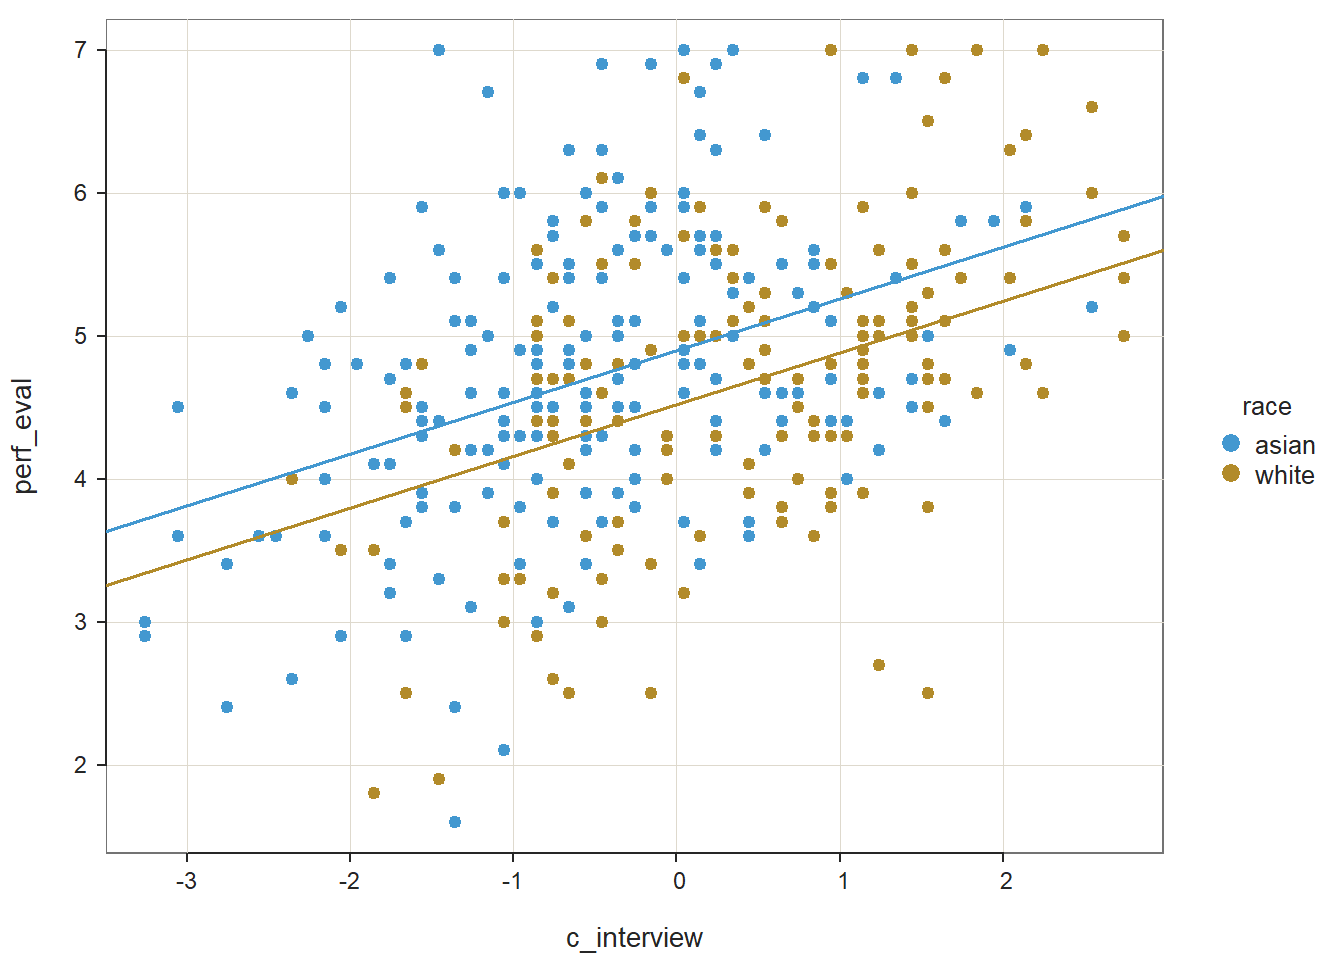 7
6
5
4
3
2
perf_eval
-3 -2 -1 0 1 2
c_interview
race
asian
white